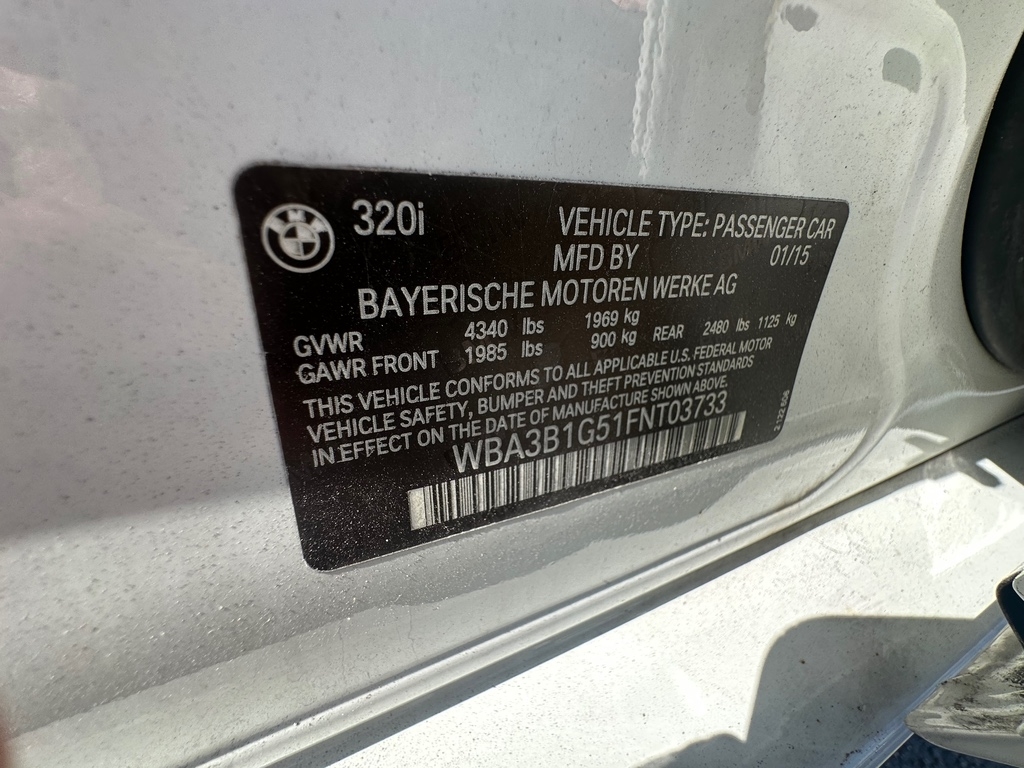 320i VEHICLE TYPE: PASSENGER CAR
MFD BY 01/15
BAYERISCHE MOTOREN WERKE AG
GVWR 4340 lbs 1969 kg
GAWR FRONT 1985 lbs 900 kg REAR 2480 lbs 1125 kg
THIS VEHICLE CONFORMS TO ALL APPLICABLE U.S. FEDERAL MOTOR
VEHICLE SAFETY, BUMPER AND THEFT PREVENTION STANDARDS
IN EFFECT ON THE DATE OF MANUFACTURE SHOWN ABOVE.
WBA3B1G51FNT03733